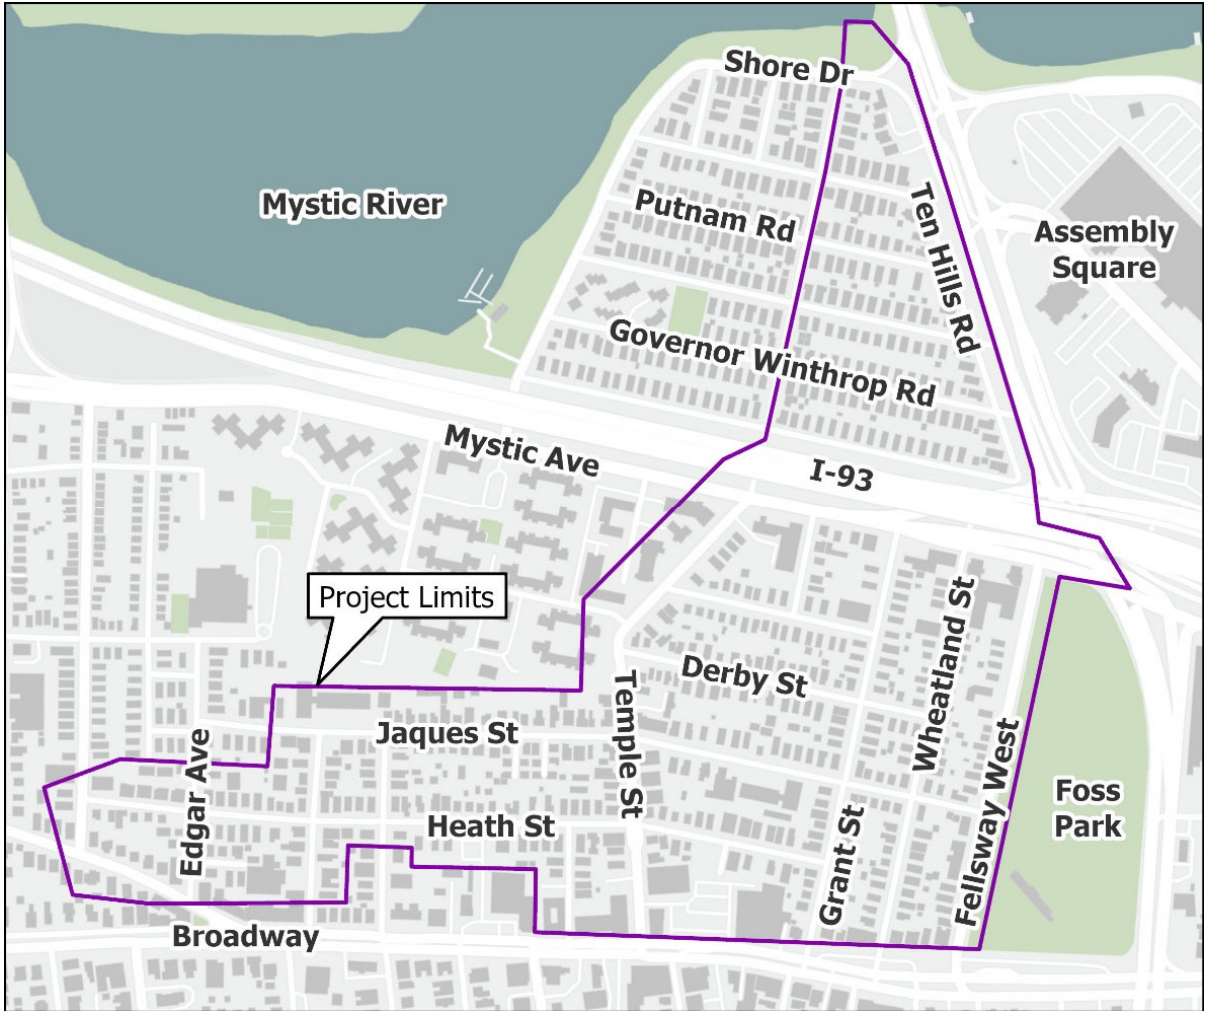 Shore Dr
Mystic River
Putnam Rd
Ten Hills Rd
Assembly
Square
Governor Winthrop Rd
Mystic Ave
I-93
Project Limits
Wheatland St
Derby St
Temple St
Jaques St
Edgar Ave
Fellsway West
Foss
Park
Heath St
Grant St
Broadway